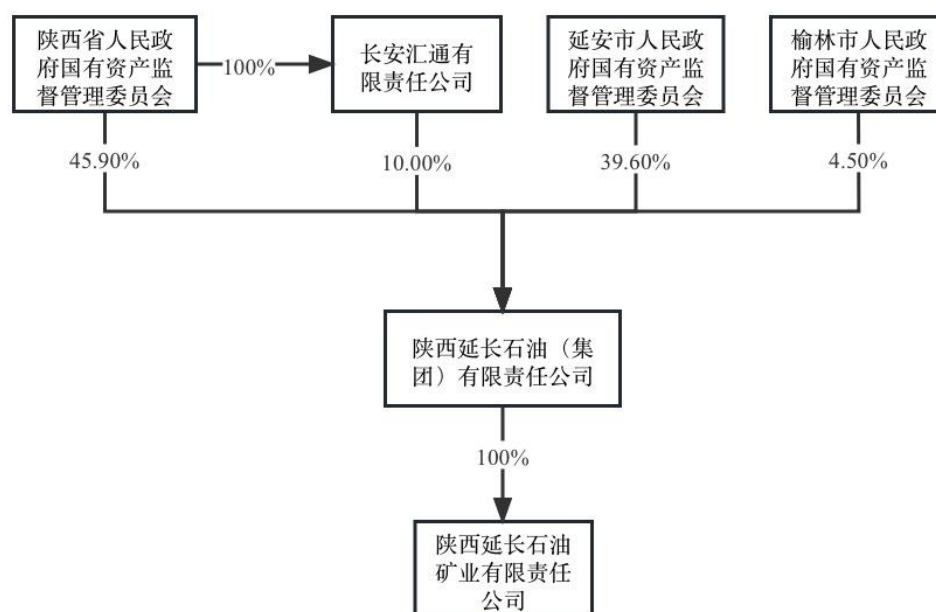 陕西省人民政
府国有资产监
督管理委员会
100%
长安汇通有
限责任公司
延安市人民政
府国有资产监
督管理委员会
榆林市人民政
府国有资产监
督管理委员会
45.90%
10.00%
39.60%
4.50%
陕西延长石油（集
团）有限责任公司
100%
陕西延长石油
矿业有限责任
公司